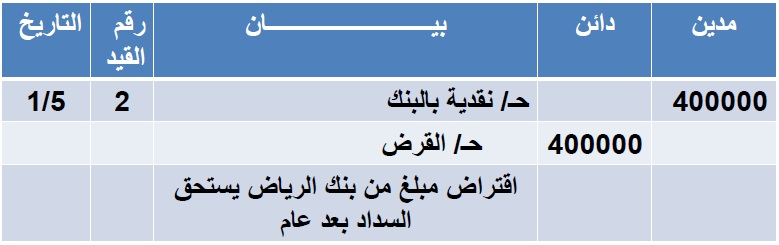 مدين دائن بيـــــــــــــــــــــــان رقم القيد التاريخ
400000 حـ/ نقدية بالبنك 2 1/5
400000 حـ/ القرض
اقتراض مبلغ من بنك الرياض يستحق
السداد بعد عام